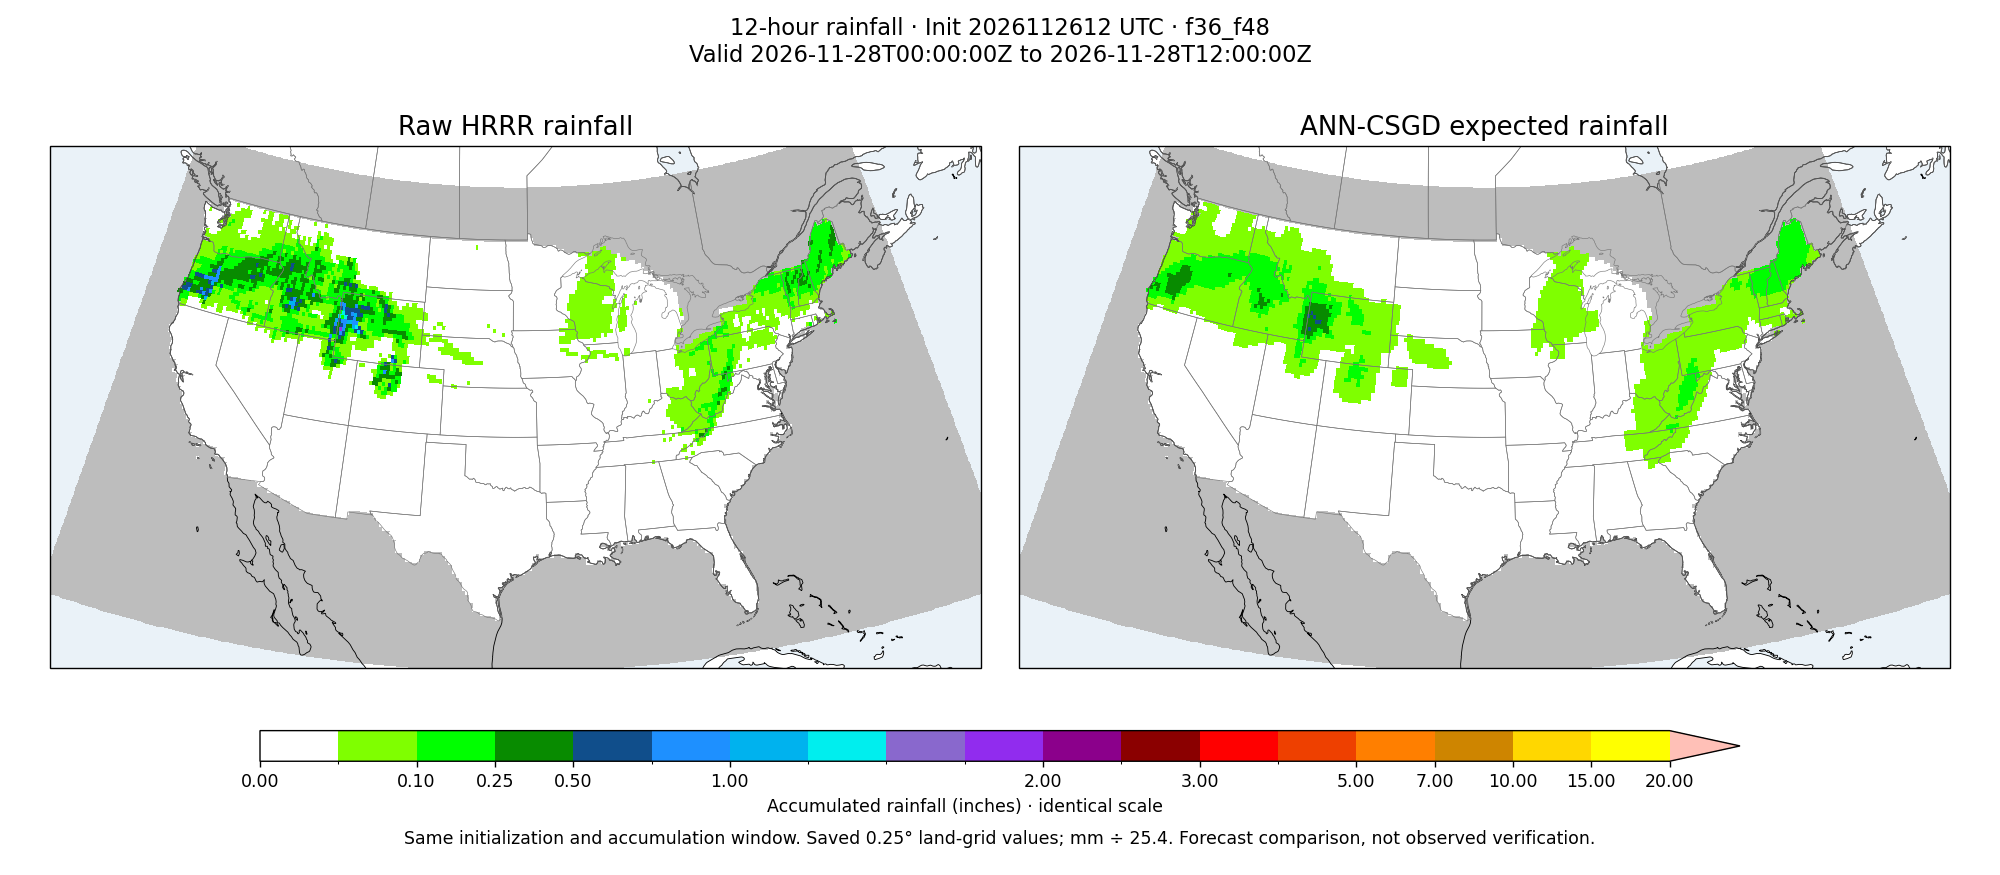 12-hour rainfall · Init 2026112612 UTC · f36_f48
Valid 2026-11-28T00:00:00Z to 2026-11-28T12:00:00Z
Raw HRRR rainfall
ANN-CSGD expected rainfall
0.00 0.10 0.25 0.50 1.00 2.00 3.00 5.00 7.00 10.00 15.00 20.00
Accumulated rainfall (inches) · identical scale
Same initialization and accumulation window. Saved 0.25° land-grid values; mm ÷ 25.4. Forecast comparison, not observed verification.